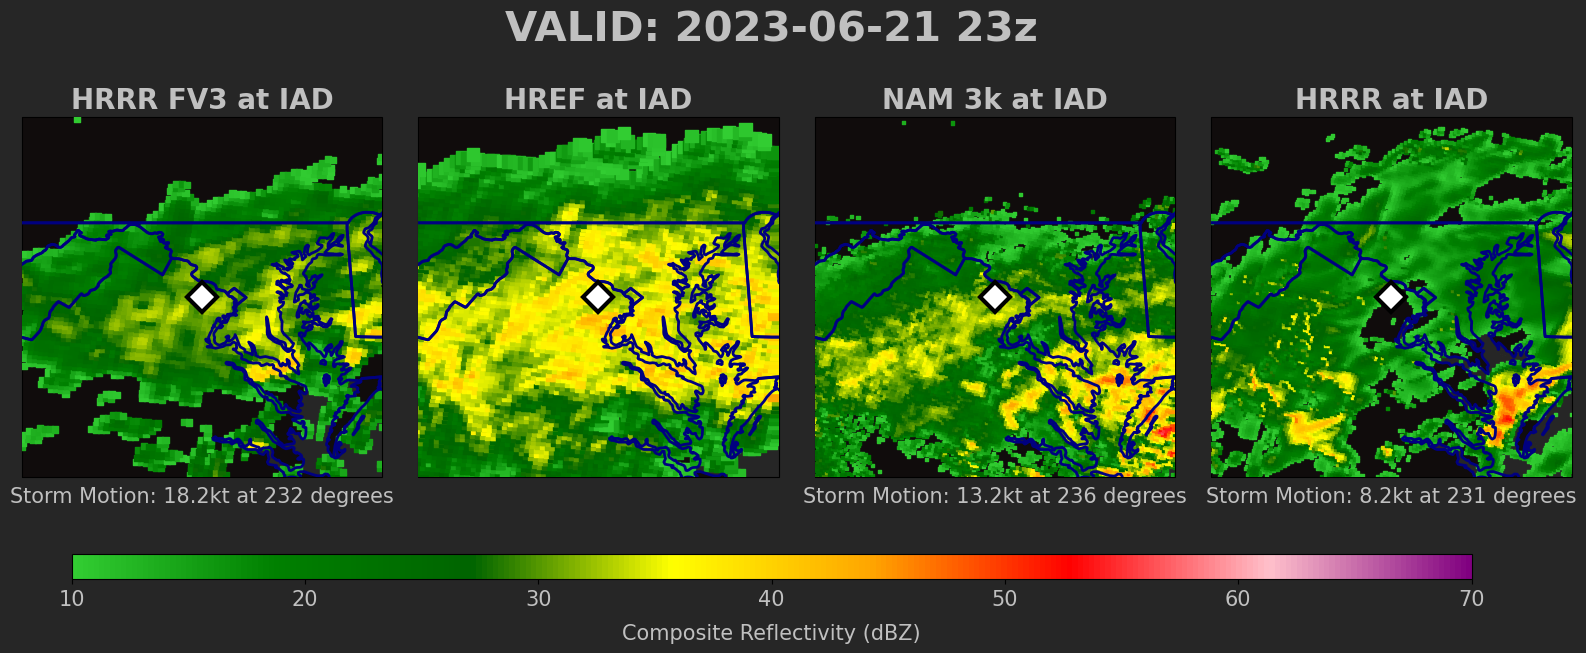 VALID: 2023-06-21 23z
HRRR FV3 at IAD
HREF at IAD
NAM 3k at IAD
HRRR at IAD
Storm Motion: 18.2kt at 232 degrees
Storm Motion: 13.2kt at 236 degrees
Storm Motion: 8.2kt at 231 degrees
10 20 30 40 50 60 70
Composite Reflectivity (dBZ)